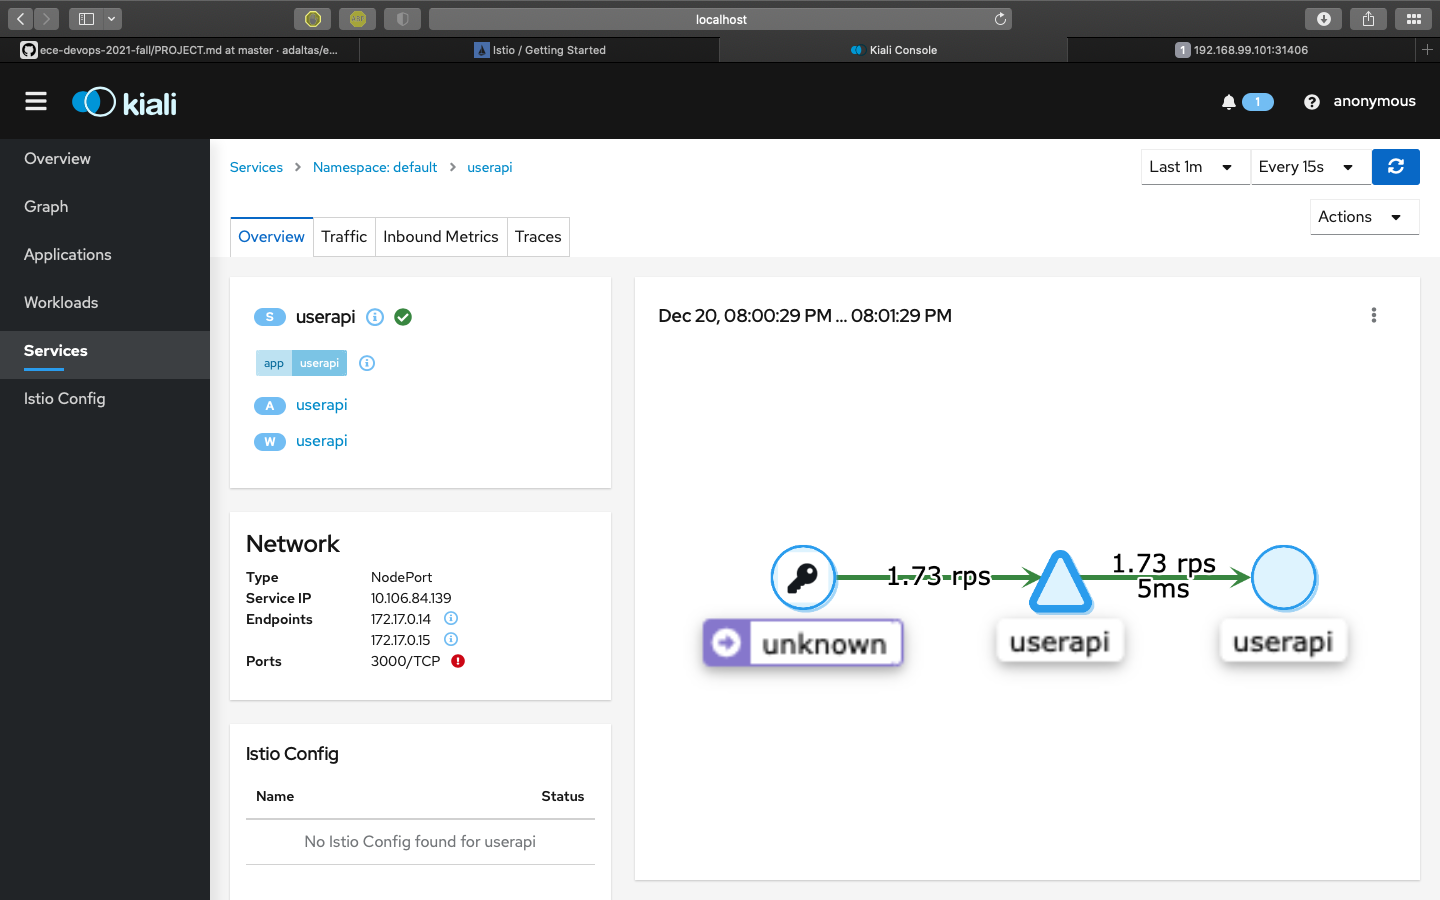 localhost
ece-devops-2021-fall/PROJECT.md at master · adaltas/e...
Istio / Getting Started
Kiali Console
1 192.168.99.101:31406
kiali
1
anonymous
Overview
Graph
Applications
Workloads
Services
Istio Config
Services > Namespace: default > userapi
Last 1m
Every 15s
Actions
Overview
Traffic
Inbound Metrics
Traces
S userapi
app userapi
A userapi
W userapi
Network
Type NodePort
Service IP 10.106.84.139
Endpoints 172.17.0.14
172.17.0.15
Ports 3000/TCP
Istio Config
Name Status
No Istio Config found for userapi
Dec 20, 08:00:29 PM ... 08:01:29 PM
1.73 rps
1.73 rps
5ms
unknown
userapi
userapi